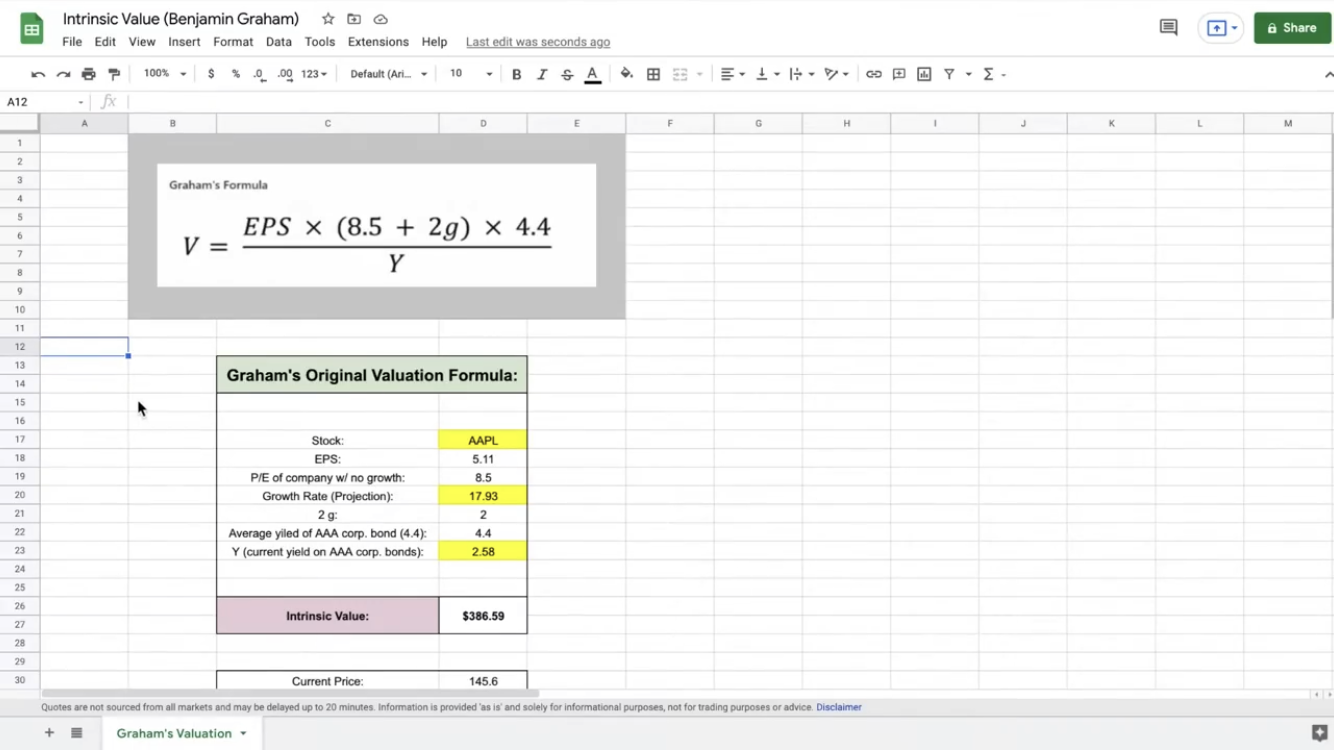 Intrinsic Value (Benjamin Graham)
File Edit View Insert Format Data Tools Extensions Help Last edit was seconds ago
Share
100% $ % .0 .00 123 Default (Ari... 10 B I S A Σ
A12 fx
A B C D E F G H I J K L M
1
2
3 Graham's Formula
4
5 EPS × (8.5 + 2g) × 4.4
6 V =
7 Y
8
9
10
11
12
13 Graham's Original Valuation Formula:
14
15
16
17 Stock: AAPL
18 EPS: 5.11
19 P/E of company w/ no growth: 8.5
20 Growth Rate (Projection): 17.93
21 2 g: 2
22 Average yiled of AAA corp. bond (4.4): 4.4
23 Y (current yield on AAA corp. bonds): 2.58
24
25
26 Intrinsic Value: $386.59
27
28
29
30 Current Price: 145.6
Quotes are not sourced from all markets and may be delayed up to 20 minutes. Information is provided 'as is' and solely for informational purposes, not for trading purposes or advice. Disclaimer
Graham's Valuation